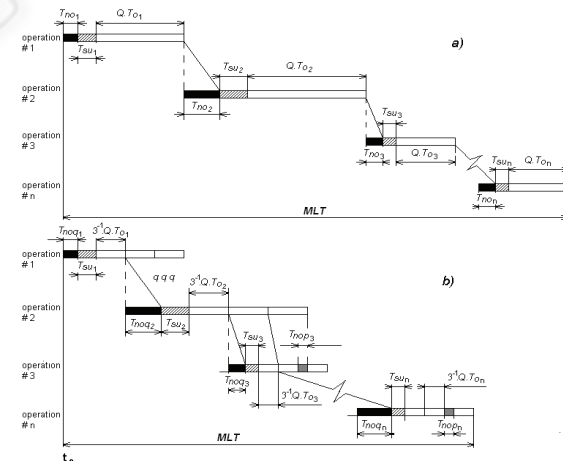 Tno1 Q.To1
operation
# 1
a)
Tsu1
Tsu2 Q.To2
operation
# 2
Tno2
Tsu3
operation
# 3
Tno3 Q.To3
Tsun Q.Ton
operation
# n
Tnon
MLT
Tnoq1 3-1Q.To1
operation
# 1
Tsu1
q q q
3-1Q.To2
b)
operation
# 2
Tnoq2 Tsu2
Tsu3 Tnop3
operation
# 3
Tnoq3
3-1Q.To3
Tsun 3-1Q.Ton
operation
# n
Tnoqn Tnopn
MLT